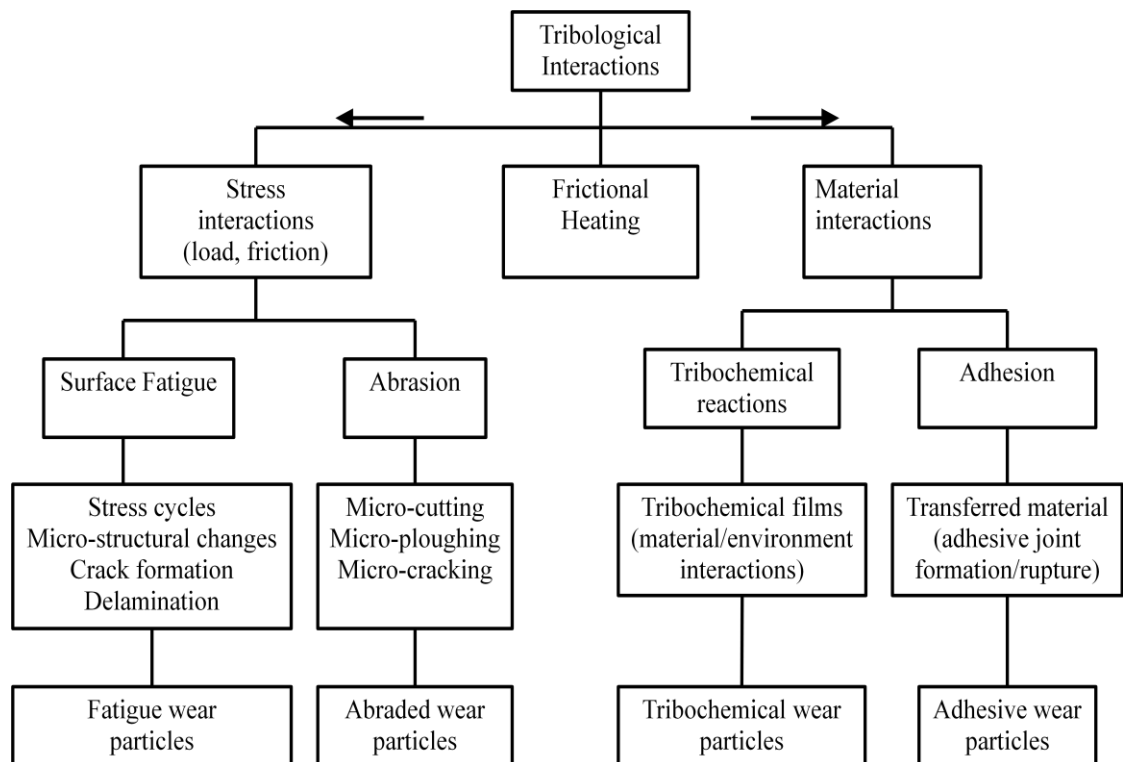 Tribological
Interactions
Stress
interactions
(load, friction)
Frictional
Heating
Material
interactions
Surface Fatigue
Abrasion
Tribochemical
reactions
Adhesion
Stress cycles
Micro-structural changes
Crack formation
Delamination
Micro-cutting
Micro-ploughing
Micro-cracking
Tribochemical films
(material/environment
interactions)
Transferred material
(adhesive joint
formation/rupture)
Fatigue wear
particles
Abraded wear
particles
Tribochemical wear
particles
Adhesive wear
particles